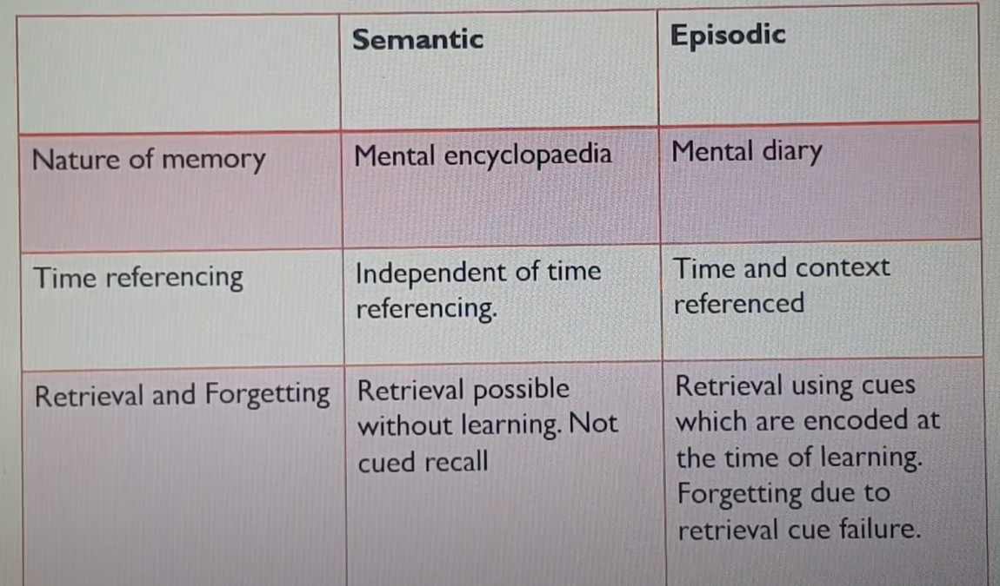 Semantic
Episodic
Nature of memory
Mental encyclopaedia
Mental diary
Time referencing
Independent of time
referencing.
Time and context
referenced
Retrieval and Forgetting
Retrieval possible
without learning. Not
cued recall
Retrieval using cues
which are encoded at
the time of learning.
Forgetting due to
retrieval cue failure.